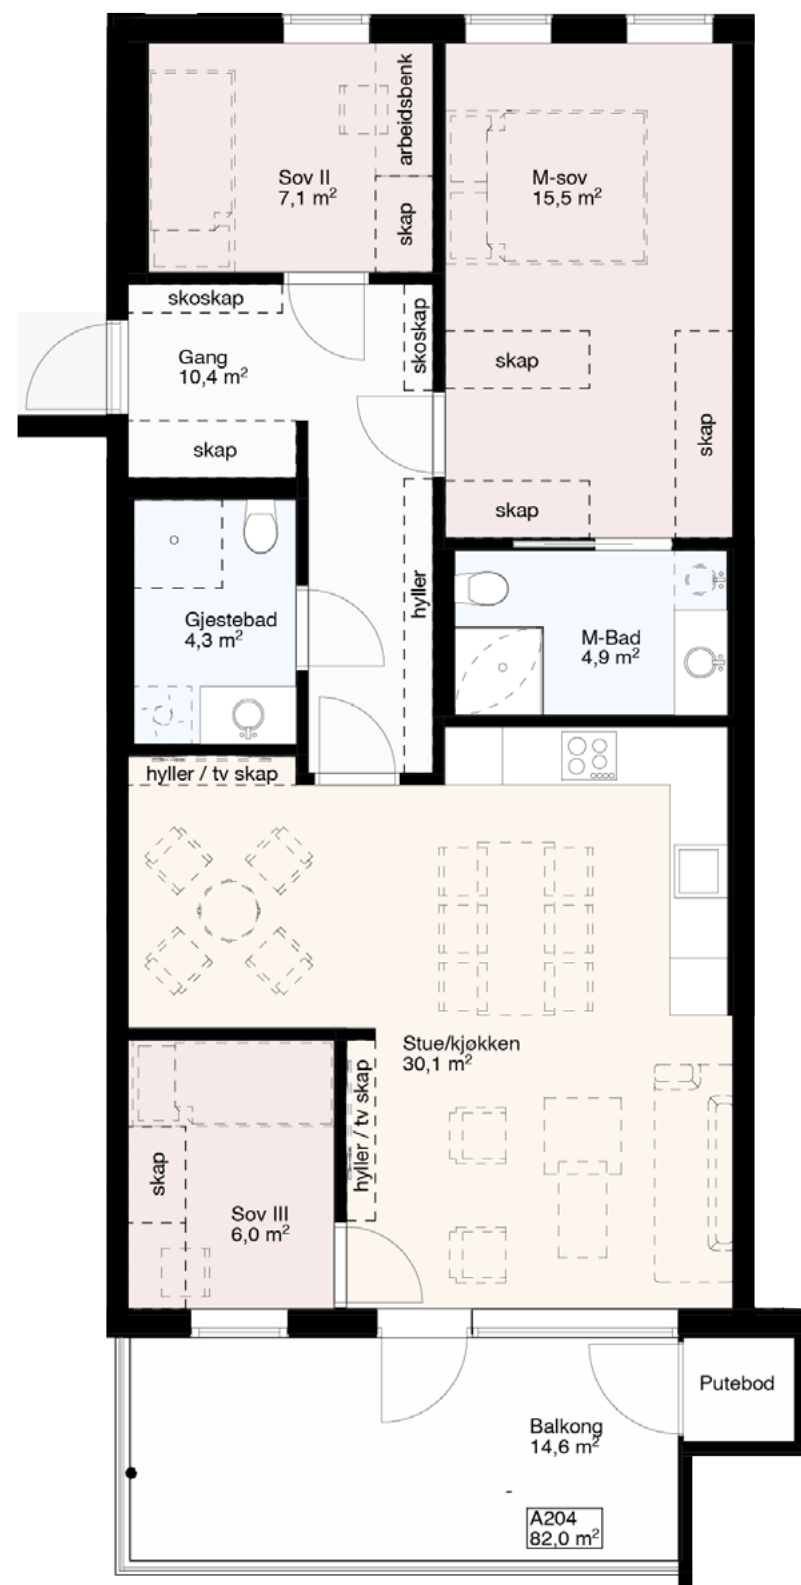 arbeidsbenk
Sov II
7,1 m²
skap
M-sov
15,5 m²
skoskap
skoskap
Gang
10,4 m²
skap
skap
skap
skap
hyller
Gjestebad
4,3 m²
M-Bad
4,9 m²
hyller / tv skap
Stue/kjøkken
30,1 m²
hyller / tv skap
skap
Sov III
6,0 m²
Putebod
Balkong
14,6 m²
A204
82,0 m²